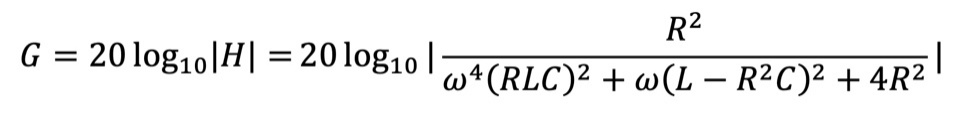 G = 20 log₁₀|H| = 20 log₁₀ |R² / (ω⁴(RLC)² + ω(L − R²C)² + 4R²)|